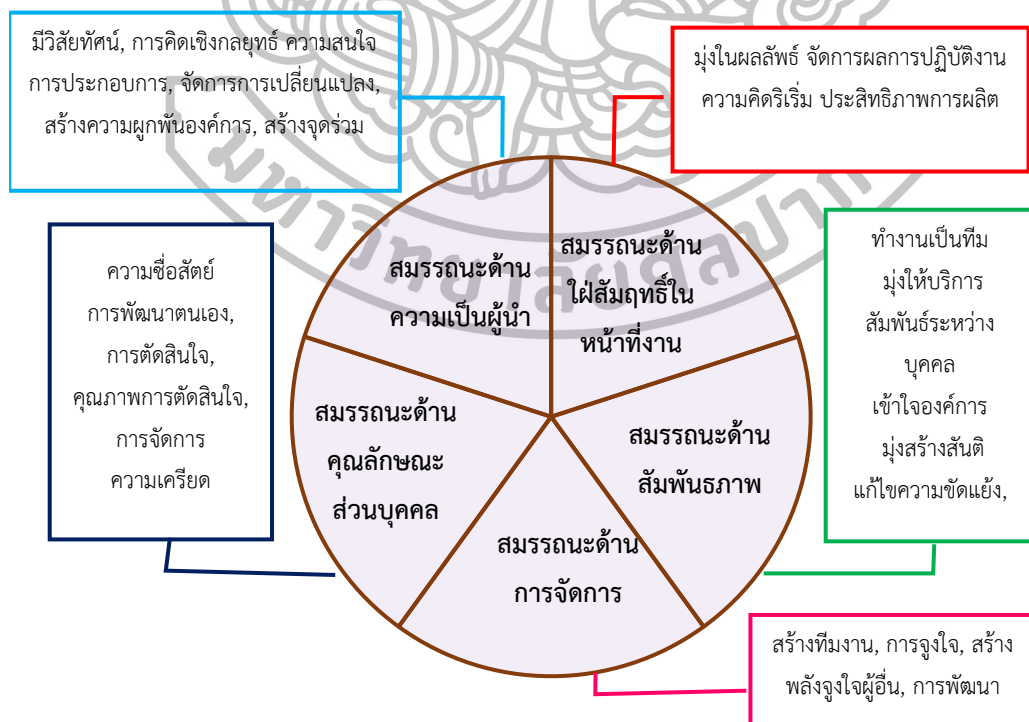 มีวิสัยทัศน์, การคิดเชิงกลยุทธ์ ความสนใจ
การประกอบการ, จัดการการเปลี่ยนแปลง,
สร้างความผูกพันองค์การ, สร้างจุดร่วม
มุ่งในผลลัพธ์ จัดการผลการปฏิบัติงาน
ความคิดริเริ่ม ประสิทธิภาพการผลิต
มหาวิทยาลัยศิลปากร
สมรรถนะด้าน
ความเป็นผู้นำ
สมรรถนะด้าน
ใฝ่สัมฤทธิ์ใน
หน้าที่งาน
ความซื่อสัตย์
การพัฒนาตนเอง,
การตัดสินใจ,
คุณภาพการตัดสินใจ,
การจัดการ
ความเครียด
ทำงานเป็นทีม
มุ่งให้บริการ
สัมพันธ์ระหว่าง
บุคคล
เข้าใจองค์การ
มุ่งสร้างสันติ
แก้ไขความขัดแย้ง,
สมรรถนะด้าน
คุณลักษณะ
ส่วนบุคคล
สมรรถนะด้าน
สัมพันธภาพ
สมรรถนะด้าน
การจัดการ
สร้างทีมงาน, การจูงใจ, สร้าง
พลังจูงใจผู้อื่น, การพัฒนา